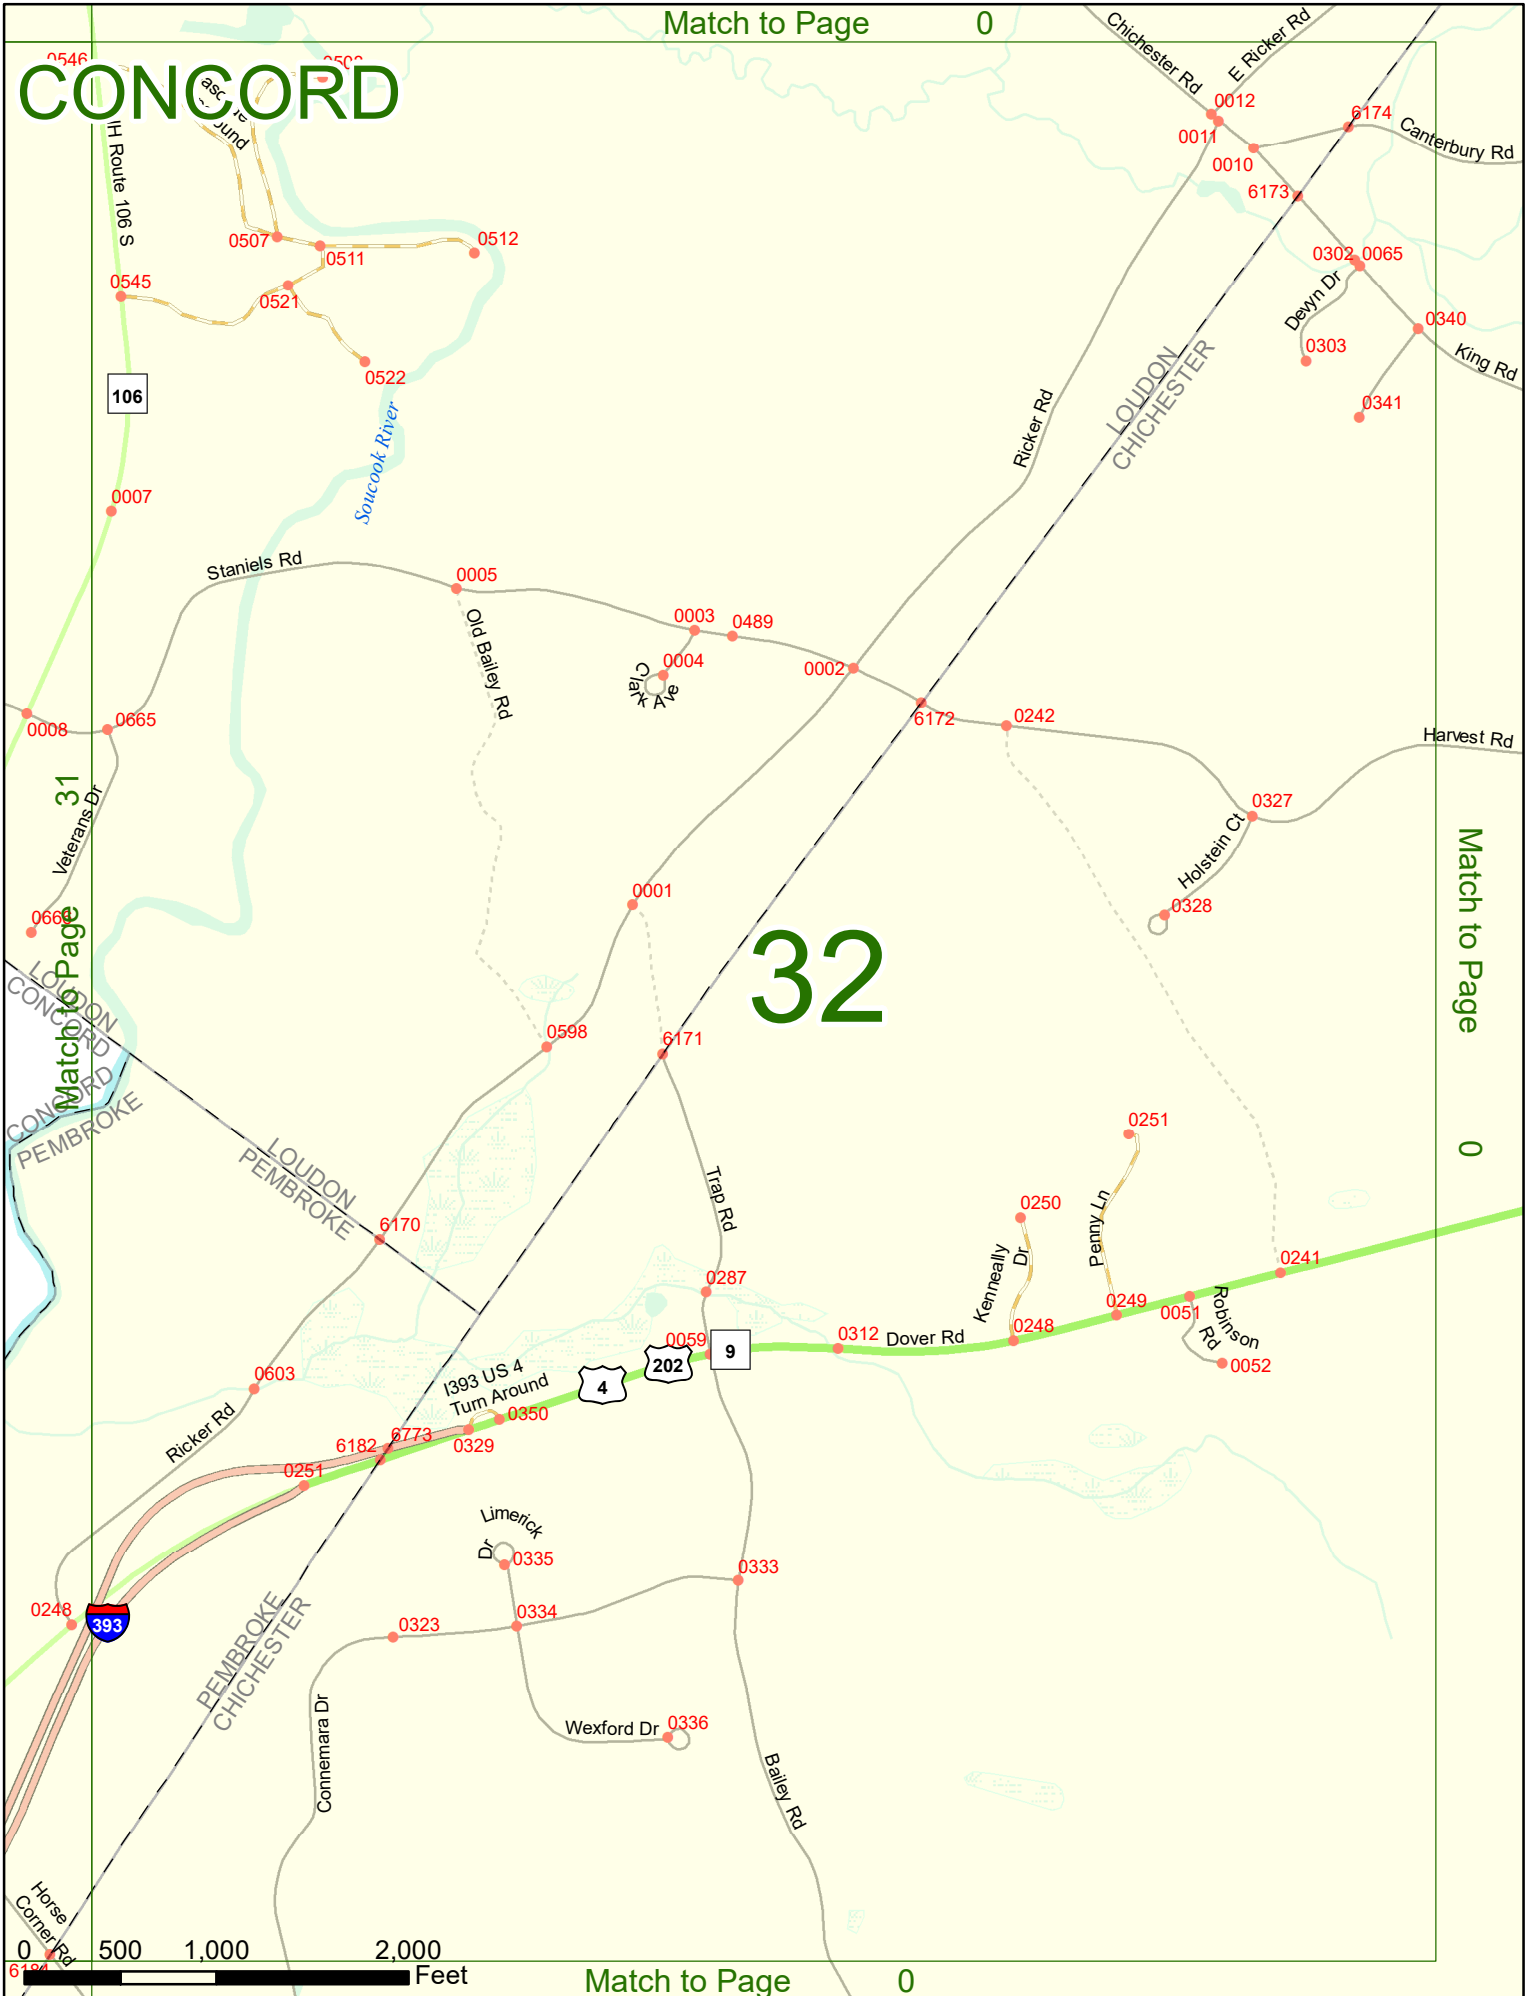 Match to Page 0
CONCORD
0546
0503
NH Route 106 S
0507
0511
0512
0545
0521
0522
106
Soucook River
0007
Chichester Rd
E Ricker Rd
0012
0011
0010
6174
Canterbury Rd
6173
0302
0065
Devyn Dr
0303
0340
King Rd
0341
Ricker Rd
LOUDON
CHICHESTER
Staniels Rd
0005
Old Bailey Rd
0003
0489
0004
Clark Ave
0002
6172
0242
Harvest Rd
0008
0665
Veterans Dr
Match to Page 31
0327
Holstein Ct
0328
0001
32
Match to Page 0
LOUDON
CONCORD
CONCORD
PEMBROKE
0598
6171
LOUDON
PEMBROKE
6170
Trap Rd
0251
0250
Penny Ln
Kenneally
Dr
0241
0287
0249
0051
Robinson
Rd
0052
0248
0059
9
0312
Dover Rd
202
4
0603
I393 US 4
Turn Around
0350
Ricker Rd
6773
6182
0329
0251
Limerick
Dr
0335
0333
0248
393
0323
0334
PEMBROKE
CHICHESTER
Connemara Dr
Wexford Dr
0336
Bailey Rd
Horse
Corner Rd
6184
0 500 1,000 2,000
Feet
Match to Page 0